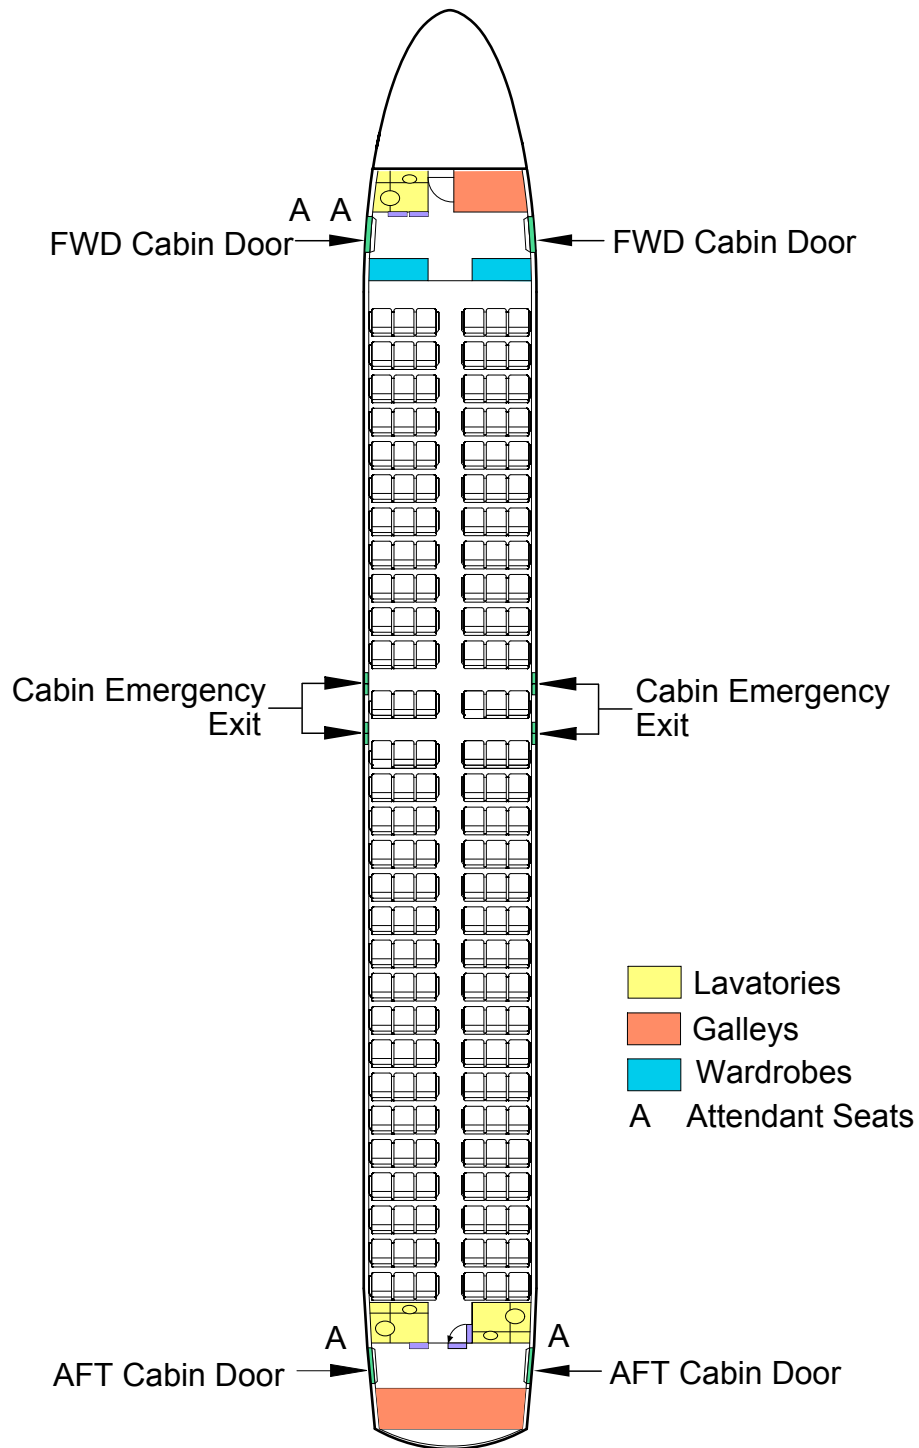 A A
FWD Cabin Door
FWD Cabin Door
Cabin Emergency
Exit
Cabin Emergency
Exit
Lavatories
Galleys
Wardrobes
A Attendant Seats
A
A
AFT Cabin Door
AFT Cabin Door